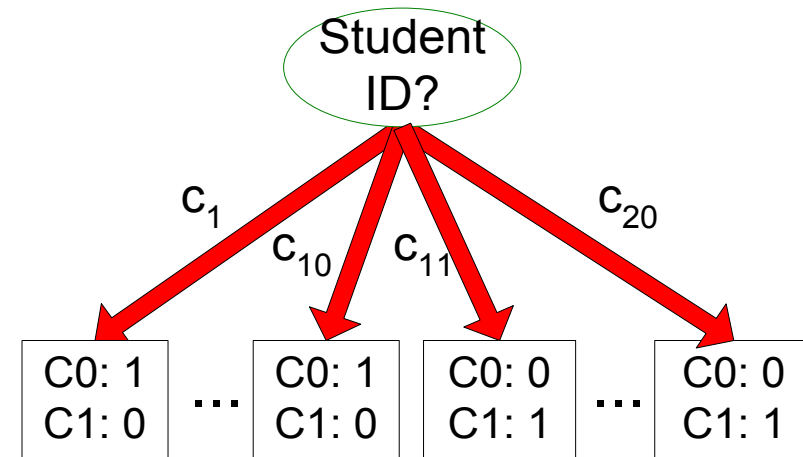 Student
ID?
c1
c10
c11
c20
C0: 1
C1: 0
...
C0: 1
C1: 0
C0: 0
C1: 1
...
C0: 0
C1: 1